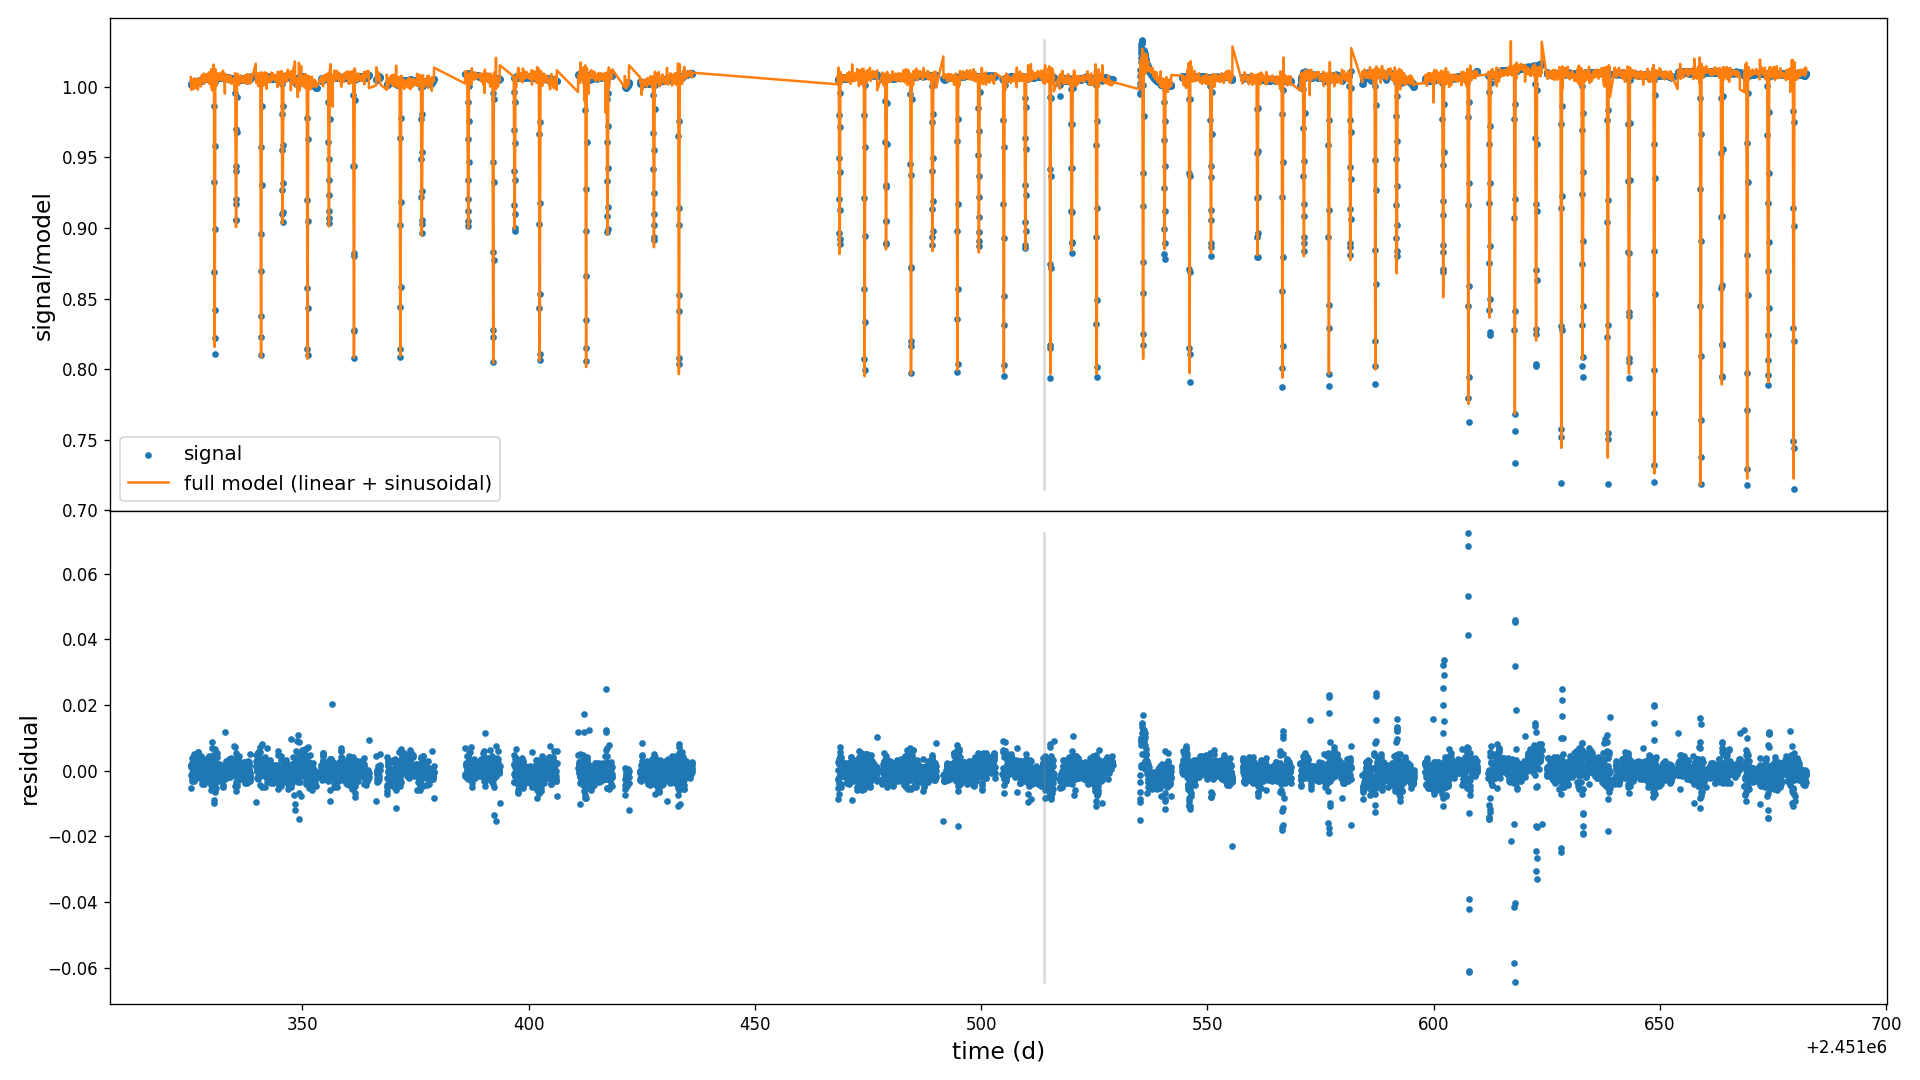 signal/model
1.00
0.95
0.90
0.85
0.80
0.75
0.70
signal
full model (linear + sinusoidal)
residual
0.06
0.04
0.02
0.00
−0.02
−0.04
−0.06
350 400 450 500 550 600 650 700
time (d)
+2.451e6